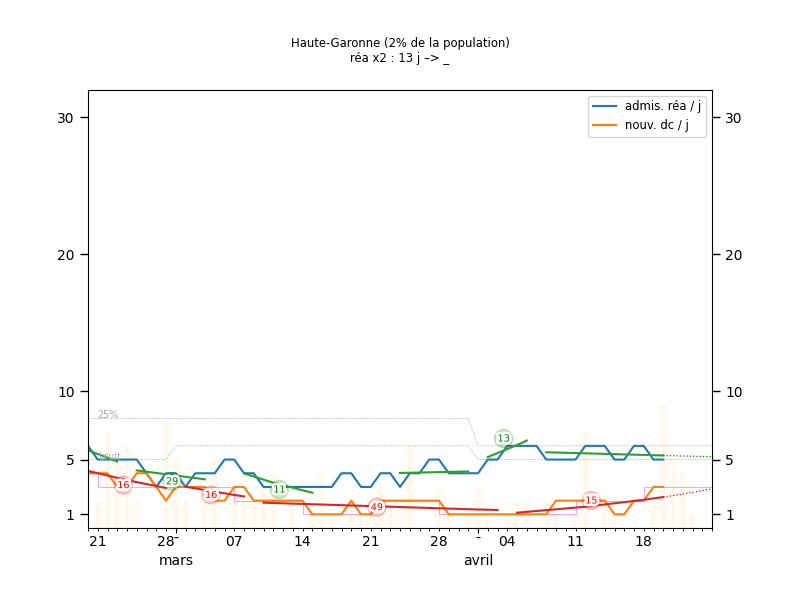 Haute-Garonne (2% de la population)
réa x2 : 13 j –> _
admis. réa / j
nouv. dc / j
30 30
20 20
10 10
25%
bruit
5 5
13
16 29 16 11 49 15
1 1
21 28 - 07 14 21 28 - 04 11 18
mars avril